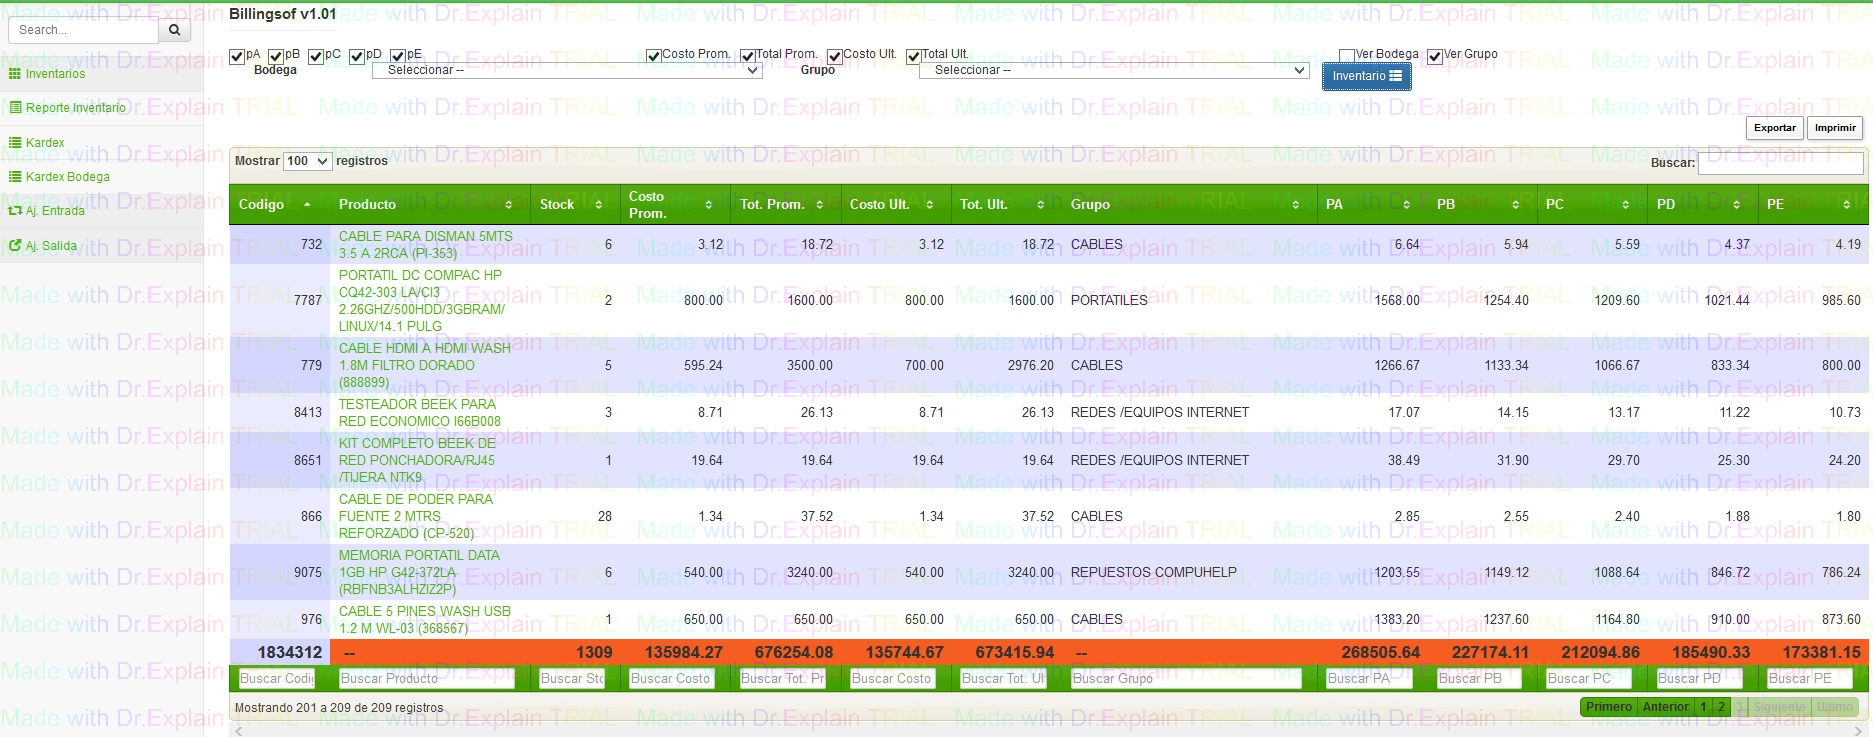 Billingsof v1.01
Search...
Inventarios
Reporte Inventario
Kardex
Kardex Bodega
Aj. Entrada
Aj. Salida
pA pB pC pD pE Costo Prom. Total Prom. Costo Ult. Total Ult. Ver Bodega Ver Grupo
Bodega Seleccionar -- Grupo Seleccionar -- Inventario
Exportar Imprimir
Mostrar 100 registros Buscar:
Codigo Producto Stock Costo Prom. Tot. Prom. Costo Ult. Tot. Ult. Grupo PA PB PC PD PE
732 CABLE PARA DISMAN 5MTS 3.5 A 2RCA (PI-353) 6 3.12 18.72 3.12 18.72 CABLES 6.64 5.94 5.59 4.37 4.19
7787 PORTATIL DC COMPAC HP CQ42-303 LA/CI3 2.26GHZ/500HDD/3GBRAM/ LINUX/14.1 PULG 2 800.00 1600.00 800.00 1600.00 PORTATILES 1568.00 1254.40 1209.60 1021.44 985.60
779 CABLE HDMI A HDMI WASH 1.8M FILTRO DORADO (888899) 5 595.24 3500.00 700.00 2976.20 CABLES 1266.67 1133.34 1066.67 833.34 800.00
8413 TESTEADOR BEEK PARA RED ECONOMICO I66B008 3 8.71 26.13 8.71 26.13 REDES /EQUIPOS INTERNET 17.07 14.15 13.17 11.22 10.73
8651 KIT COMPLETO BEEK DE RED PONCHADORA/RJ45 /TIJERA NTK9 1 19.64 19.64 19.64 19.64 REDES /EQUIPOS INTERNET 38.49 31.90 29.70 25.30 24.20
866 CABLE DE PODER PARA FUENTE 2 MTRS REFORZADO (CP-520) 28 1.34 37.52 1.34 37.52 CABLES 2.85 2.55 2.40 1.88 1.80
9075 MEMORIA PORTATIL DATA 1GB HP G42-372LA (RBFNB3ALHZIZ2P) 6 540.00 3240.00 540.00 3240.00 REPUESTOS COMPUHELP 1203.55 1149.12 1088.64 846.72 786.24
976 CABLE 5 PINES WASH USB 1.2 M WL-03 (368567) 1 650.00 650.00 650.00 650.00 CABLES 1383.20 1237.60 1164.80 910.00 873.60
1834312 -- 1309 135984.27 676254.08 135744.67 673415.94 -- 268505.64 227174.11 212094.86 185490.33 173381.15
Buscar Codi Buscar Producto Buscar Sto Buscar Costo Buscar Tot. Pr Buscar Costo Buscar Tot. Ul Buscar Grupo Buscar PA Buscar PB Buscar PC Buscar PD Buscar PE
Mostrando 201 a 209 de 209 registros Primero Anterior 1 2 3 Siguiente Ultimo
Made with Dr.Explain TRIAL